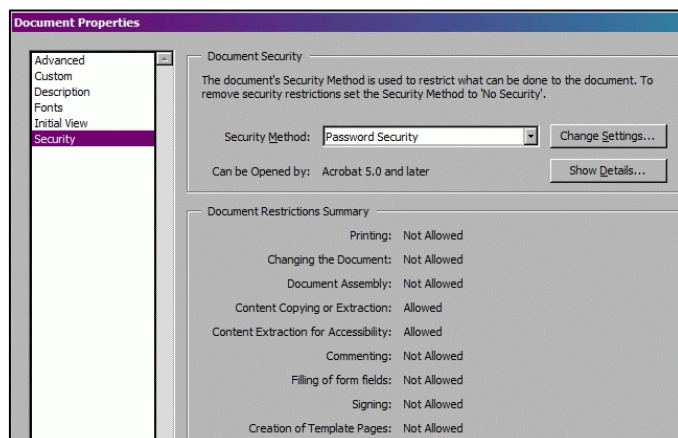 Document Properties
Advanced
Custom
Description
Fonts
Initial View
Security
Document Security
The document's Security Method is used to restrict what can be done to the document. To
remove security restrictions set the Security Method to 'No Security'.
Security Method: Password Security Change Settings...
Can be Opened by: Acrobat 5.0 and later Show Details...
Document Restrictions Summary
Printing: Not Allowed
Changing the Document: Not Allowed
Document Assembly: Not Allowed
Content Copying or Extraction: Allowed
Content Extraction for Accessibility: Allowed
Commenting: Not Allowed
Filling of form fields: Not Allowed
Signing: Not Allowed
Creation of Template Pages: Not Allowed